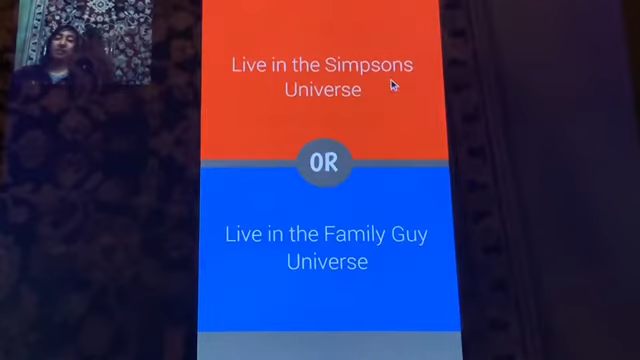 Live in the Simpsons
Universe
OR
Live in the Family Guy
Universe